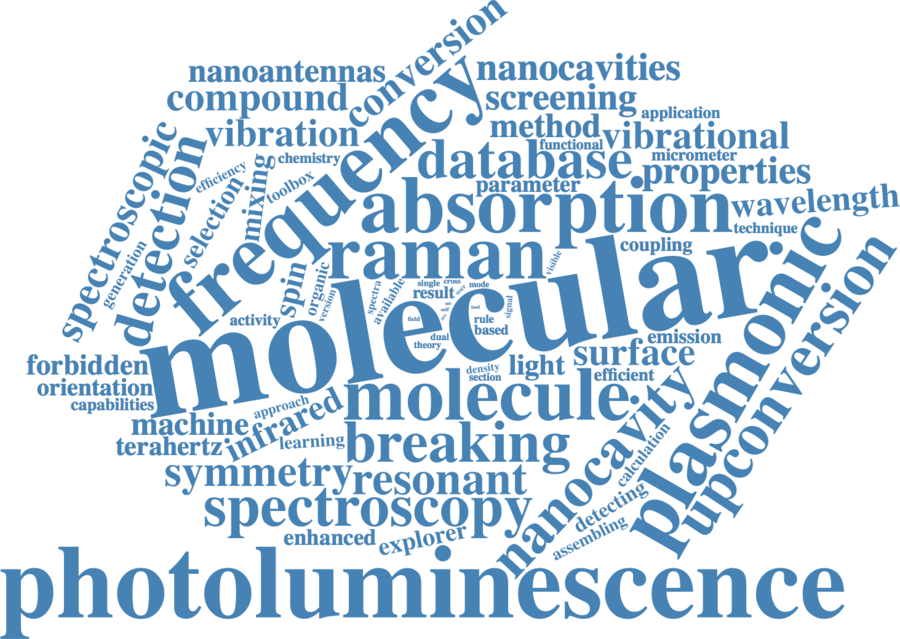 conversion
nanoantennas
nanocavities
compound
screening
application
frequency
vibration
method
vibrational
functional
chemistry
database
micrometer
spectroscopic
detection
efficiency
selection
mixing
toolbox
parameter
properties
absorption
wavelength
technique
raman
coupling
visible
generation
spin
organic
version
spectra
available
single
cross
mode
result
tool
signal
field
rule
based
activity
molecular
dual
theory
emission
plasmonic
upconversion
forbidden
orientation
capabilities
density
section
light
surface
efficient
molecule
machine
approach
infrared
terahertz
learning
breaking
nanocavity
calculation
symmetry
resonant
spectroscopy
detecting
assembling
enhanced
explorer
photoluminescence